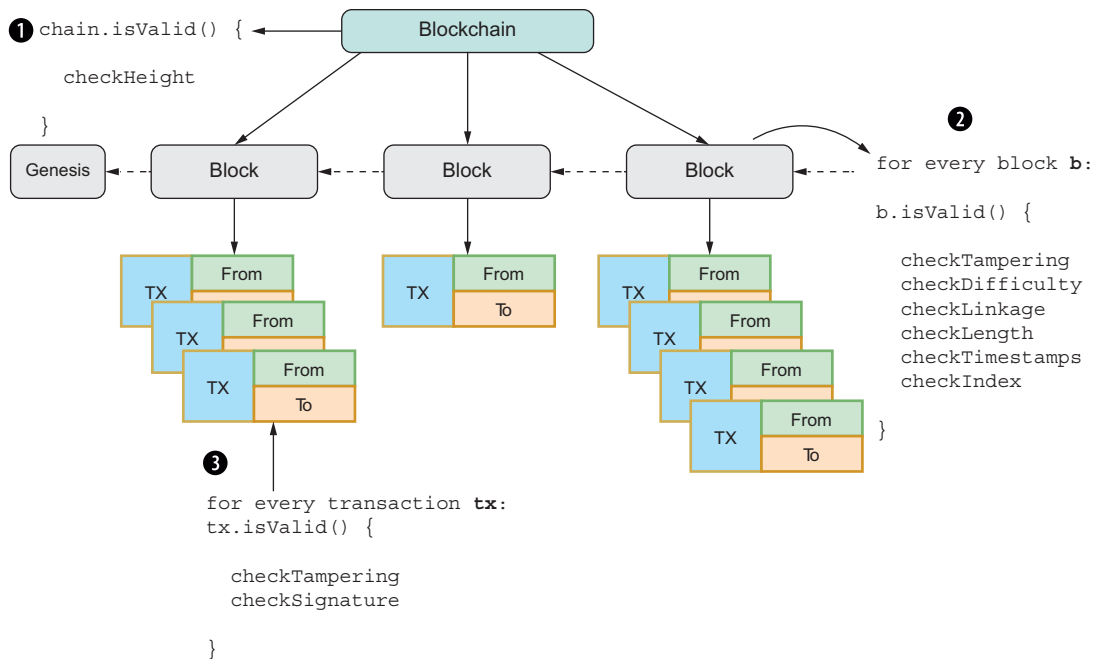 1 chain.isValid() {
checkHeight
}
Blockchain
2
for every block b:
b.isValid() {
checkTampering
checkDifficulty
checkLinkage
checkLength
checkTimestamps
checkIndex
}
Genesis
Block
Block
Block
TX From
TX From
TX From
To
TX From
To
TX From
TX From
TX From
TX From
To
3
for every transaction tx:
tx.isValid() {
checkTampering
checkSignature
}